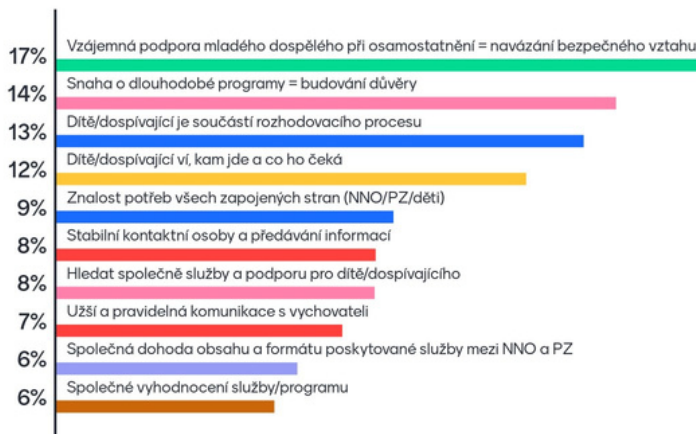 17% Vzájemná podpora mladého dospělého při osamostatnění = navázání bezpečného vztahu
14% Snaha o dlouhodobé programy = budování důvěry
13% Dítě/dospívající je součástí rozhodovacího procesu
12% Dítě/dospívající ví, kam jde a co ho čeká
9% Znalost potřeb všech zapojených stran (NNO/PZ/děti)
8% Stabilní kontaktní osoby a předávání informací
8% Hledat společně služby a podporu pro dítě/dospívajícího
7% Užší a pravidelná komunikace s vychovateli
6% Společná dohoda obsahu a formátu poskytované služby mezi NNO a PZ
6% Společné vyhodnocení služby/programu